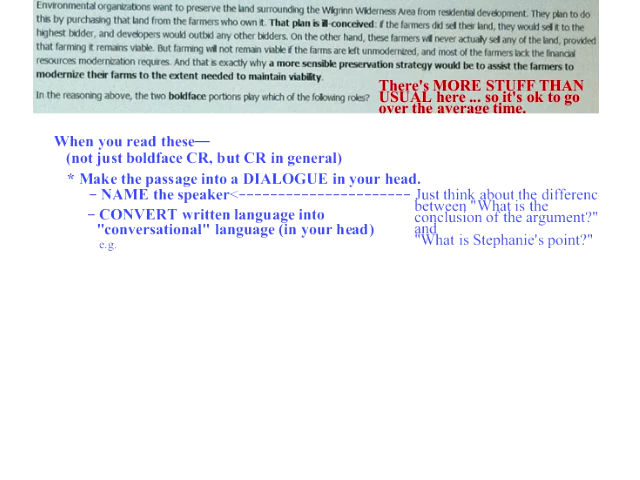 Environmental organizations want to preserve the land surrounding the Wilgrinn Wilderness Area from residential development. They plan to do
this by purchasing that land from the farmers who own it. That plan is ill-conceived: if the farmers did sell their land, they would sell it to the
highest bidder, and developers would outbid any other bidders. On the other hand, these farmers will never actually sell any of the land, provided
that farming it remains viable. But farming will not remain viable if the farms are left unmodernized, and most of the farmers lack the financial
resources modernization requires. And that is exactly why a more sensible preservation strategy would be to assist the farmers to
modernize their farms to the extent needed to maintain viability.
In the reasoning above, the two boldface portions play which of the following roles?
There's MORE STUFF THAN
USUAL here ... so it's ok to go
over the average time.
When you read these—
(not just boldface CR, but CR in general)
* Make the passage into a DIALOGUE in your head.
– NAME the speaker<----------------------
Just think about the differenc
between "What is the
conclusion of the argument?"
and
"What is Stephanie's point?"
– CONVERT written language into
"conversational" language (in your head)
e.g.